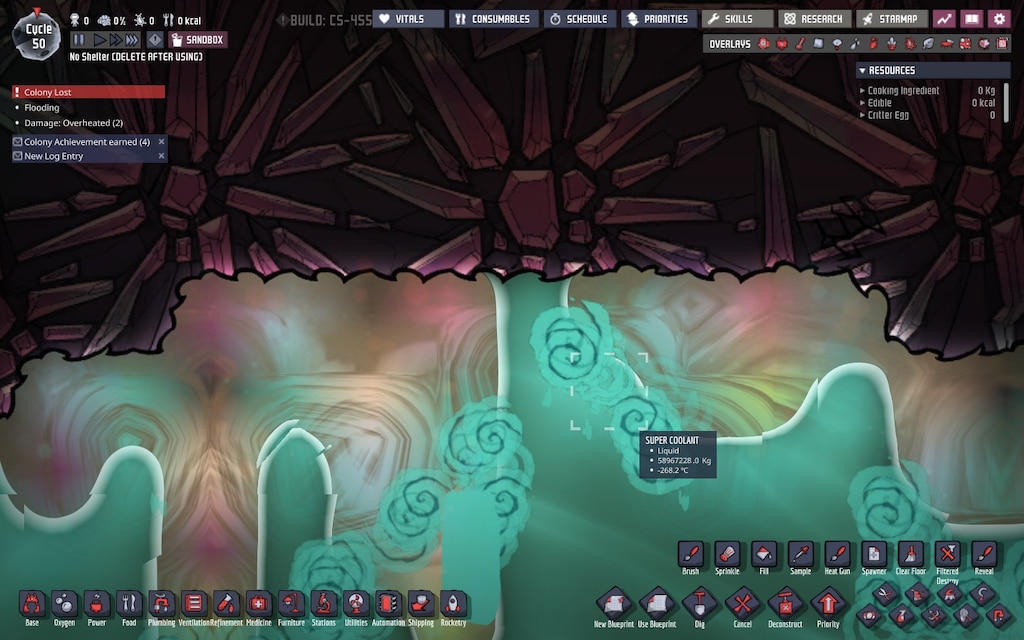 Cycle
50
0 0% 0 0 kcal
BUILD: CS-455
VITALS CONSUMABLES SCHEDULE PRIORITIES SKILLS RESEARCH STARMAP
SANDBOX
No Shelter [DELETE AFTER USING]
OVERLAYS
RESOURCES
Cooking Ingredient 0 Kg
Edible 0 kcal
Critter Egg 0
! Colony Lost
• Flooding
• Damage: Overheated (2)
Colony Achievement earned (4) ×
New Log Entry ×
SUPER COOLANT
• Liquid
• 58967228.0 Kg
• -268.2 °C
Brush Sprinkle Fill Sample Heat Gun Spawner Clear Floor Filtered Destroy Reveal
Base Oxygen Power Food Plumbing Ventilation Refinement Medicine Furniture Stations Utilities Automation Shipping Rocketry
New Blueprint Use Blueprint Dig Cancel Deconstruct Priority